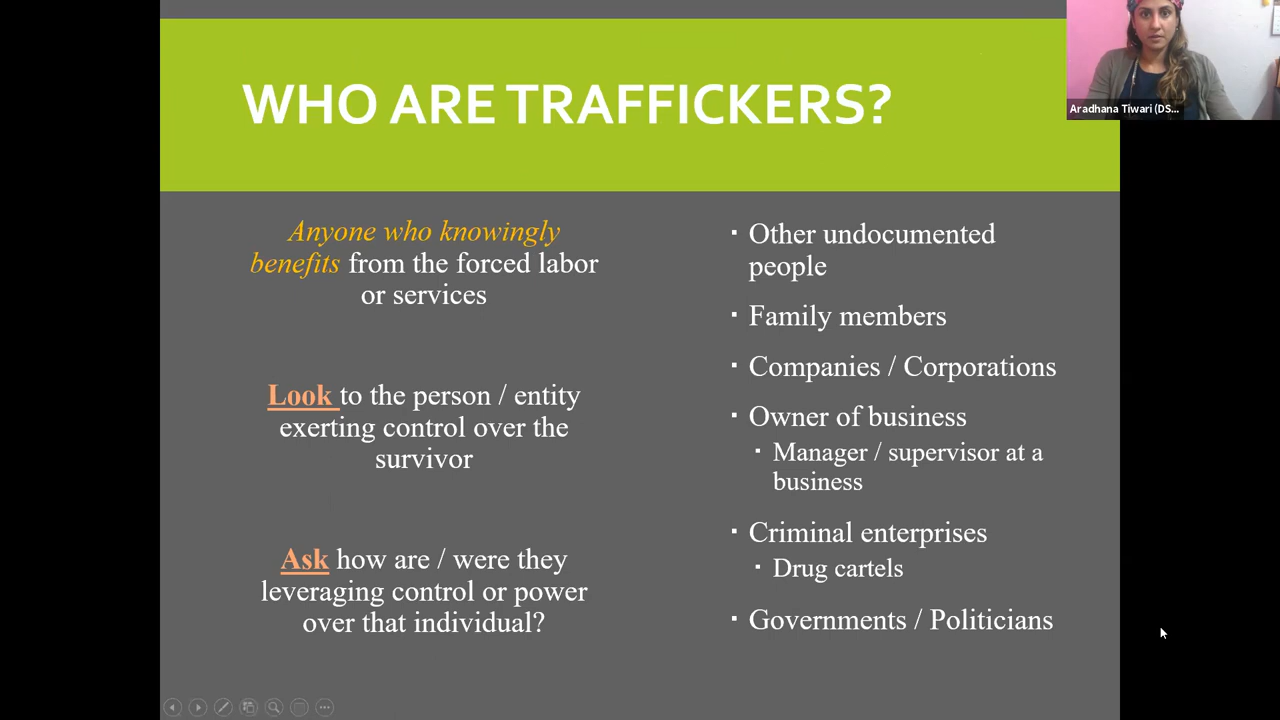 WHO ARE TRAFFICKERS?
Anyone who knowingly
benefits from the forced labor
or services
Look to the person / entity
exerting control over the
survivor
Ask how are / were they
leveraging control or power
over that individual?
▪ Other undocumented
people
▪ Family members
▪ Companies / Corporations
▪ Owner of business
▪ Manager / supervisor at a
business
▪ Criminal enterprises
▪ Drug cartels
▪ Governments / Politicians
Aradhana Tiwari (DS...